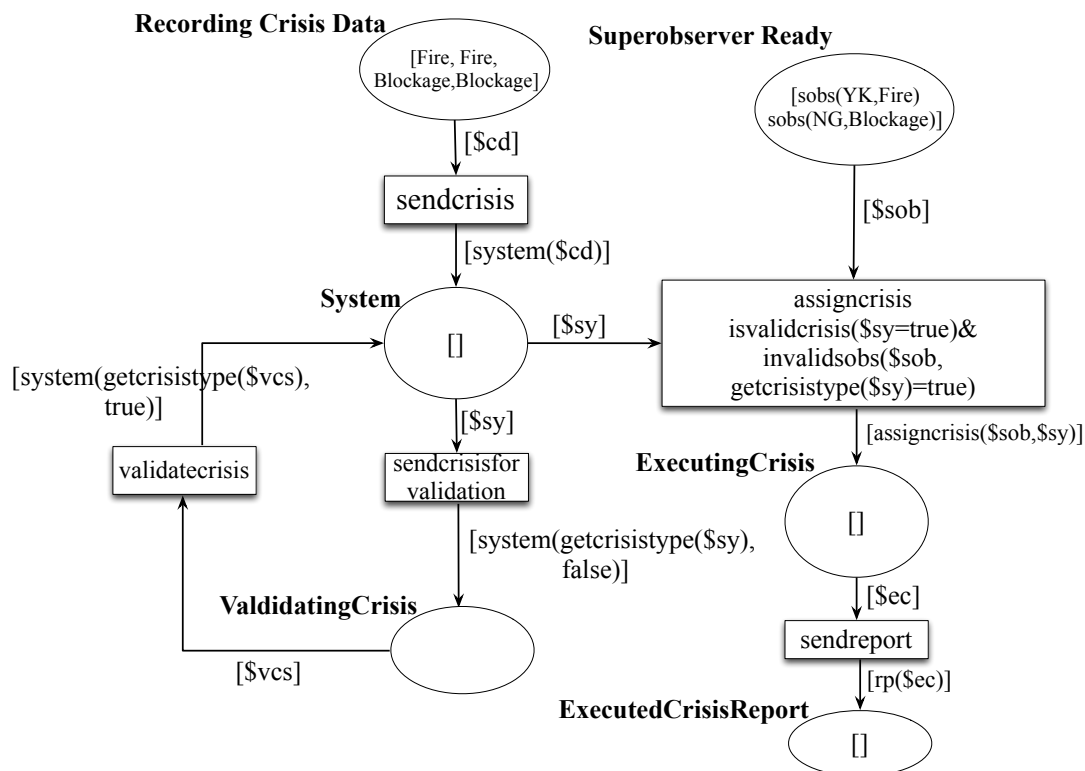 Recording Crisis Data
[Fire, Fire,
Blockage,Blockage]
Superobserver Ready
[sobs(YK,Fire)
sobs(NG,Blockage)]
[$cd]
sendcrisis
[$sob]
[system($cd)]
System
[]
[$sy]
assigncrisis
isvalidcrisis($sy=true)&
invalidsobs($sob,
getcrisistype($sy)=true)
[system(getcrisistype($vcs),
true)]
[$sy]
[assigncrisis($sob,$sy)]
validatecrisis
sendcrisisfor
validation
ExecutingCrisis
[]
[system(getcrisistype($sy),
false)]
ValdidatingCrisis
[$vcs]
[$ec]
sendreport
[rp($ec)]
ExecutedCrisisReport
[]